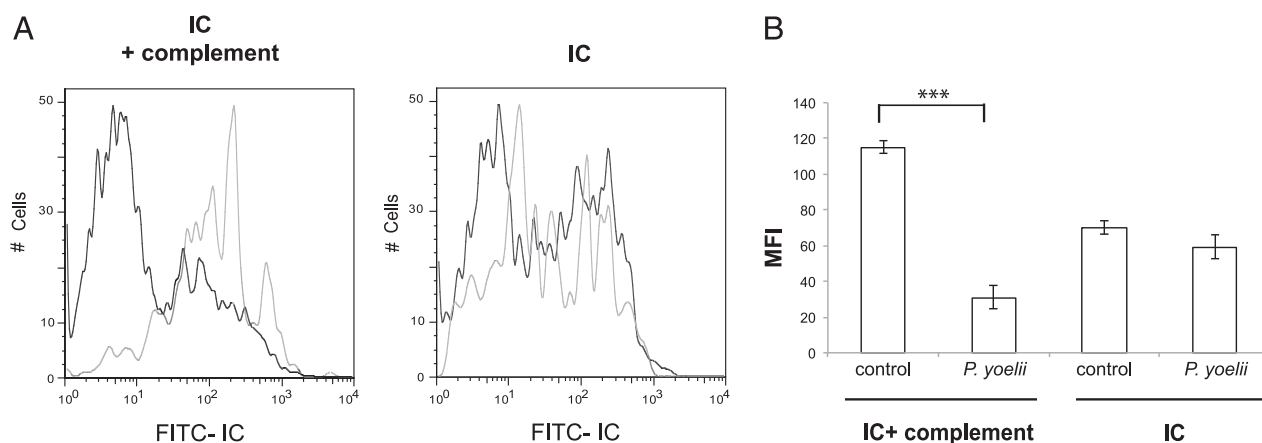 A
IC
+ complement
IC
B
50
30
10
0
# Cells
10^0 10^1 10^2 10^3 10^4
FITC- IC
50
30
10
0
# Cells
10^0 10^1 10^2 10^3 10^4
FITC- IC
***
140
120
100
80
60
40
20
0
MFI
control P. yoelii control P. yoelii
IC+ complement IC